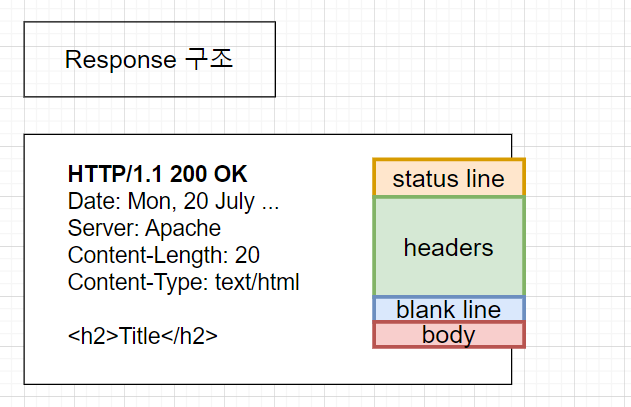 Response 구조
HTTP/1.1 200 OK
Date: Mon, 20 July ...
Server: Apache
Content-Length: 20
Content-Type: text/html
<h2>Title</h2>
status line
headers
blank line
body